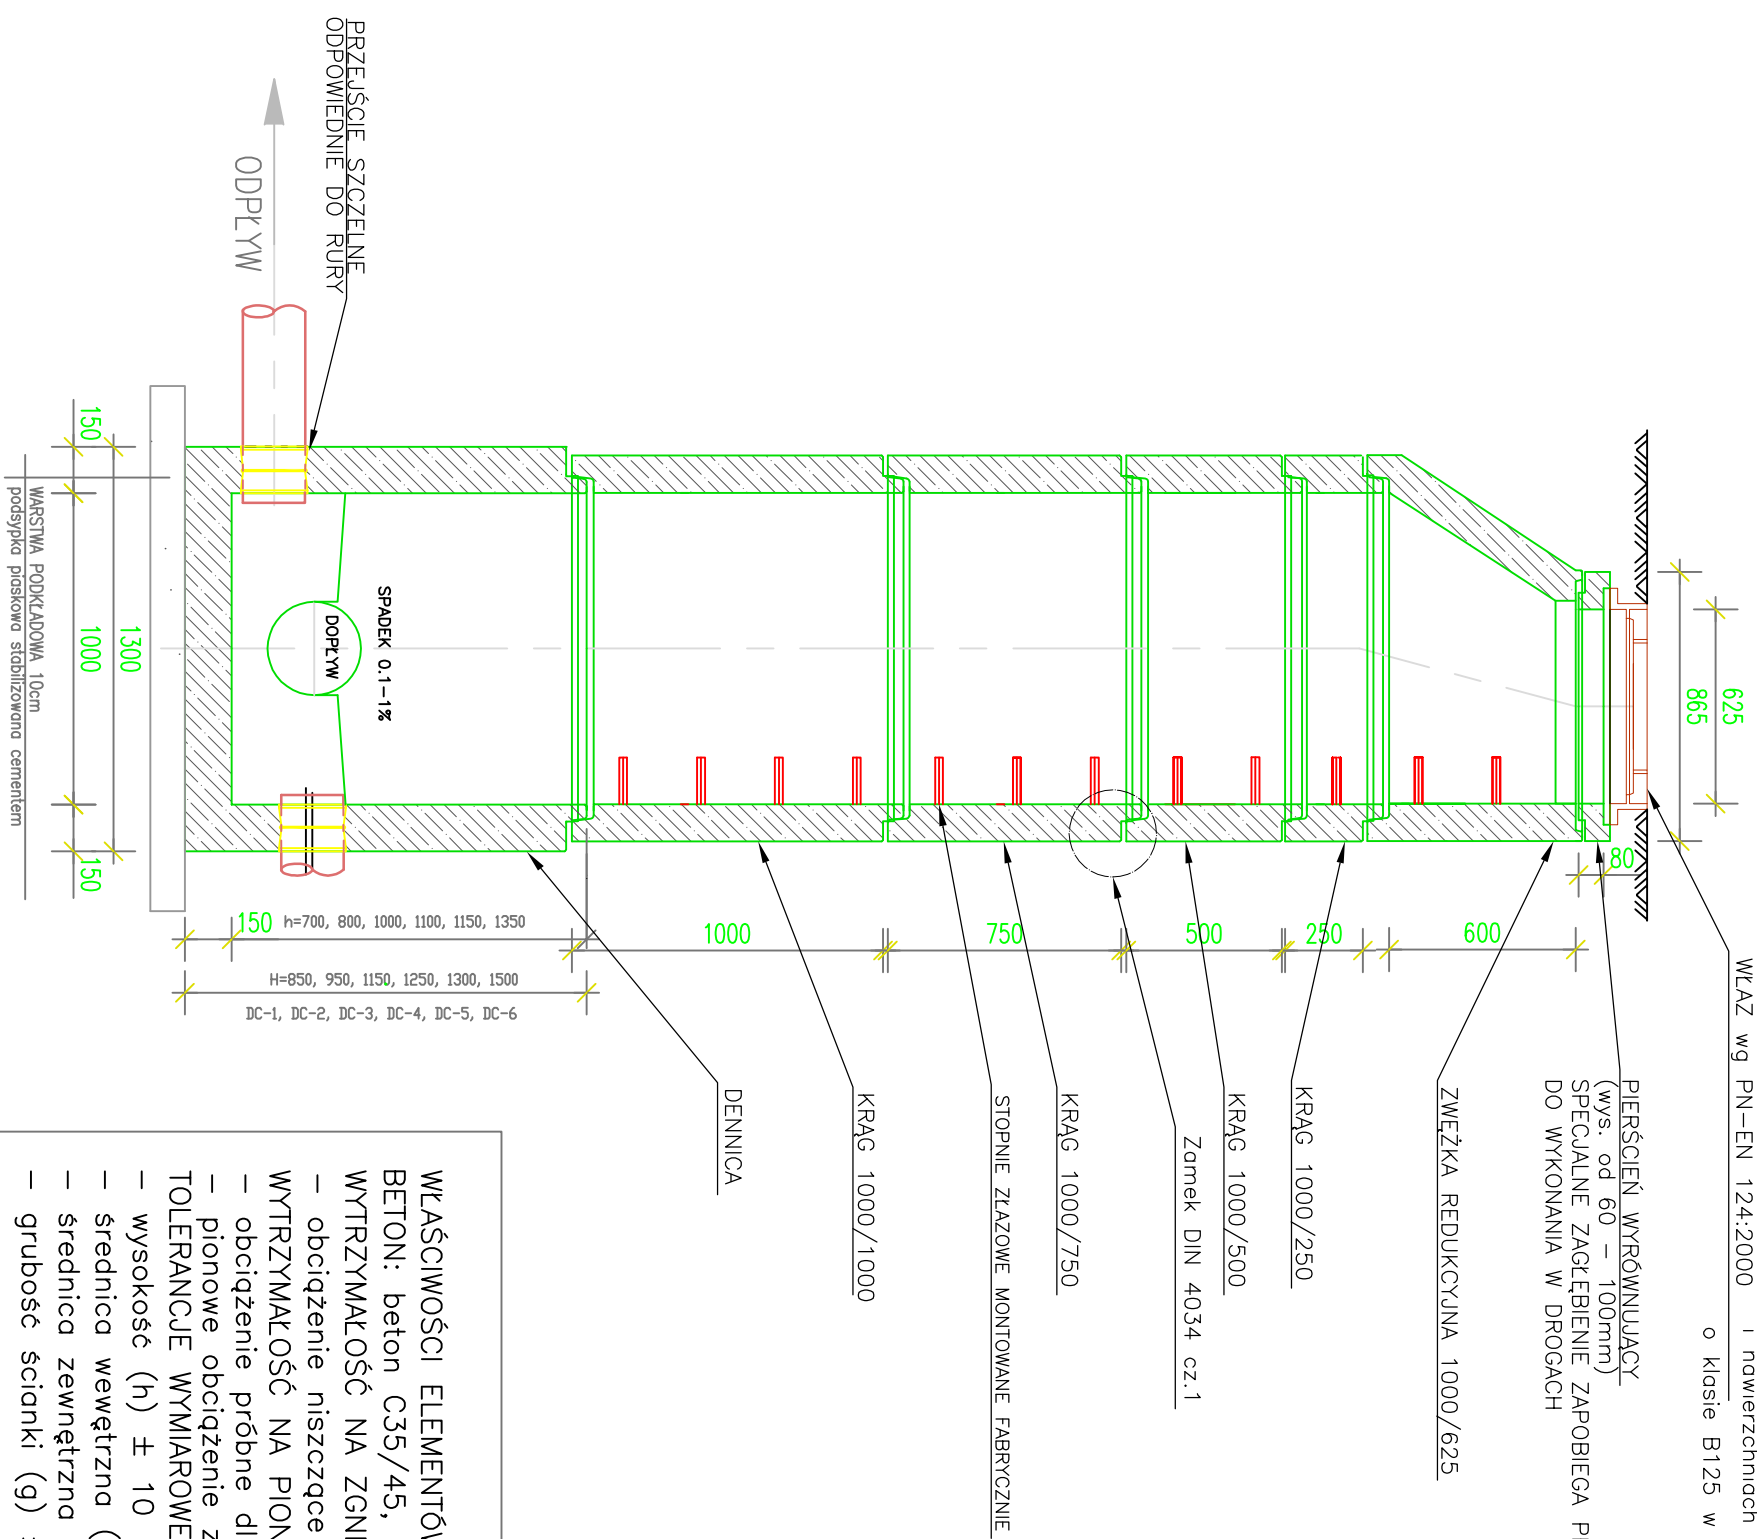 WŁAZ wg PN-EN 124:2000
i nawierzchniach
o klasie B125 w
PIERŚCIEŃ WYRÓWNUJĄCY
(wys. od 60 - 100mm)
SPECJALNE ZAGŁĘBIENIE ZAPOBIEGA
DO WYKONANIA W DROGACH
ZWĘŻKA REDUKCYJNA 1000/625
KRĄG 1000/250
KRĄG 1000/500
Zamek DIN 4034 cz.1
KRĄG 1000/750
STOPNIE ZŁAZOWE MONTOWANE FABRYCZNIE
KRĄG 1000/1000
DENNICA
625
865
80
600
250
500
750
1000
150
h=700, 800, 1000, 1100, 1150, 1350
H=850, 950, 1150, 1250, 1300, 1500
DC-1, DC-2, DC-3, DC-4, DC-5, DC-6
SPADEK 0.1-1%
DOPŁYW
PRZEJŚCIE SZCZELNE
ODPOWIEDNIE DO RURY
ODPŁYW
1300
150
1000
150
WARSTWA PODKŁADOWA 10cm
podsypka piaskowa stabilizowana cementem
WŁAŚCIWOŚCI ELEMENTÓW
BETON: beton C35/45,
WYTRZYMAŁOŚĆ NA
- obciążenie niszczące
WYTRZYMAŁOŚĆ NA
- obciążenie próbne
- pionowe obciążenie
TOLERANCJE WYMIAROWE
- wysokość (h) ± 10
- średnica wewętrzna (
- średnica zewnętrzna
- grubość ścianki (g)